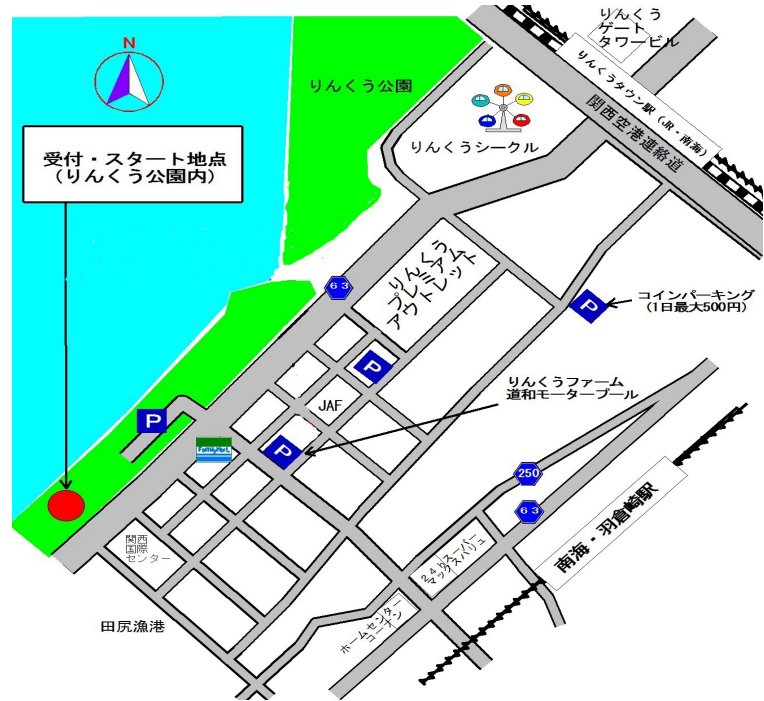 りんくう
ゲート
タワービル
N
りんくう公園
りんくうタウン駅(JR・南海)
関西空港連絡道
受付・スタート地点
(りんくう公園内)
りんくうシークル
りんくう
プレミアム
アウトレット
63
コインパーキング
(1日最大500円)
P
P
りんくうファーム
道和モータープール
JAF
P
FamilyMart
P
250
63
南海・羽倉崎駅
関西
国際
センター
24hスーパー
マックスバリュ
田尻漁港
ホームセンター
コーナン